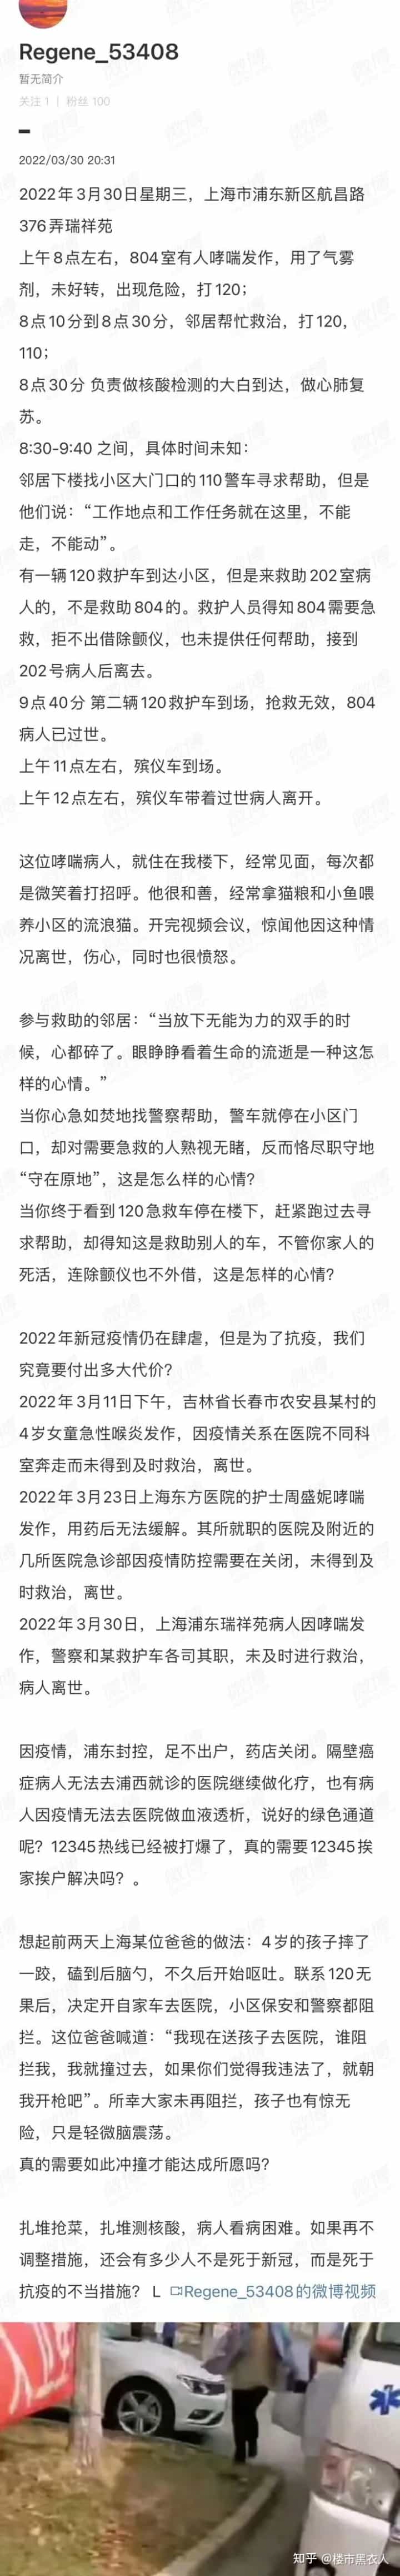 Regene_53408
暂无简介
关注 1 | 粉丝 100
2022/03/30 20:31
2022年3月30日星期三，上海市浦东新区航昌路
376弄瑞祥苑
上午8点左右，804室有人哮喘发作，用了气雾
剂，未好转，出现危险，打120；
8点10分到8点30分，邻居帮忙救治，打120，
110；
8点30分 负责做核酸检测的大白到达，做心肺复
苏。
8:30-9:40 之间，具体时间未知：
邻居下楼找小区大门口的110警车寻求帮助，但是
他们说：“工作地点和工作任务就在这里，不能
走，不能动”。
有一辆120救护车到达小区，但是来救助202室病
人的，不是救助804的。救护人员得知804需要急
救，拒不出借除颤仪，也未提供任何帮助，接到
202号病人后离去。
9点40分 第二辆120救护车到场，抢救无效，804
病人已过世。
上午11点左右，殡仪车到场。
上午12点左右，殡仪车带着过世病人离开。
这位哮喘病人，就住在我楼下，经常见面，每次都
是微笑着打招呼。他很和善，经常拿猫粮和小鱼喂
养小区的流浪猫。开完视频会议，惊闻他因这种情
况离世，伤心，同时也很愤怒。
参与救助的邻居：“当放下无能为力的双手的时
候，心都碎了。眼睁睁看着生命的流逝是一种这怎
样的心情。”
当你心急如焚地找警察帮助，警车就停在小区门
口，却对需要急救的人熟视无睹，反而恪尽职守地
“守在原地”，这是怎么样的心情？
当你终于看到120急救车停在楼下，赶紧跑过去寻
求帮助，却得知这是救助别人的车，不管你家人的
死活，连除颤仪也不外借，这是怎样的心情？
2022年新冠疫情仍在肆虐，但是为了抗疫，我们
究竟要付出多大代价？
2022年3月11日下午，吉林省长春市农安县某村的
4岁女童急性喉炎发作，因疫情关系在医院不同科
室奔走而未得到及时救治，离世。
2022年3月23日上海东方医院的护士周盛妮哮喘
发作，用药后无法缓解。其所就职的医院及附近的
几所医院急诊部因疫情防控需要在关闭，未得到及
时救治，离世。
2022年3月30日，上海浦东瑞祥苑病人因哮喘发
作，警察和某救护车各司其职，未及时进行救治，
病人离世。
因疫情，浦东封控，足不出户，药店关闭。隔壁癌
症病人无法去浦西就诊的医院继续做化疗，也有病
人因疫情无法去医院做血液透析，说好的绿色通道
呢？12345热线已经被打爆了，真的需要12345挨
家挨户解决吗？。
想起前两天上海某位爸爸的做法：4岁的孩子摔了
一跤，磕到后脑勺，不久后开始呕吐。联系120无
果后，决定开自家车去医院，小区保安和警察都阻
拦。这位爸爸喊道：“我现在送孩子去医院，谁阻
拦我，我就撞过去，如果你们觉得我违法了，就朝
我开枪吧”。所幸大家未再阻拦，孩子也有惊无
险，只是轻微脑震荡。
真的需要如此冲撞才能达成所愿吗？
扎堆抢菜，扎堆测核酸，病人看病困难。如果再不
调整措施，还会有多少人不是死于新冠，而是死于
抗疫的不当措施？ L Regene_53408的微博视频
知乎 @楼市黑衣人